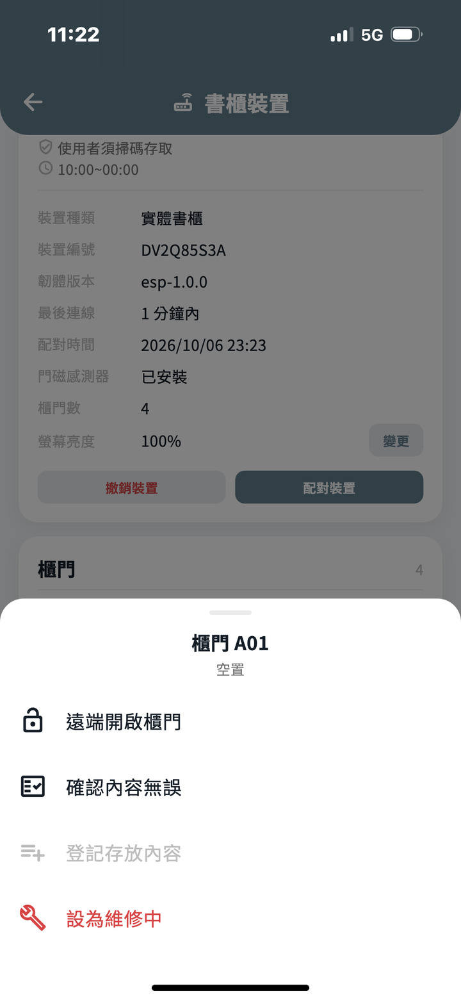 11:22
5G
書櫃裝置
使用者須掃碼存取
10:00~00:00
裝置種類 實體書櫃
裝置編號 DV2Q85S3A
韌體版本 esp-1.0.0
最後連線 1 分鐘內
配對時間 2026/10/06 23:23
門磁感測器 已安裝
櫃門數 4
螢幕亮度 100% 變更
撤銷裝置 配對裝置
櫃門 4
櫃門 A01
空置
遠端開啟櫃門
確認內容無誤
登記存放內容
設為維修中